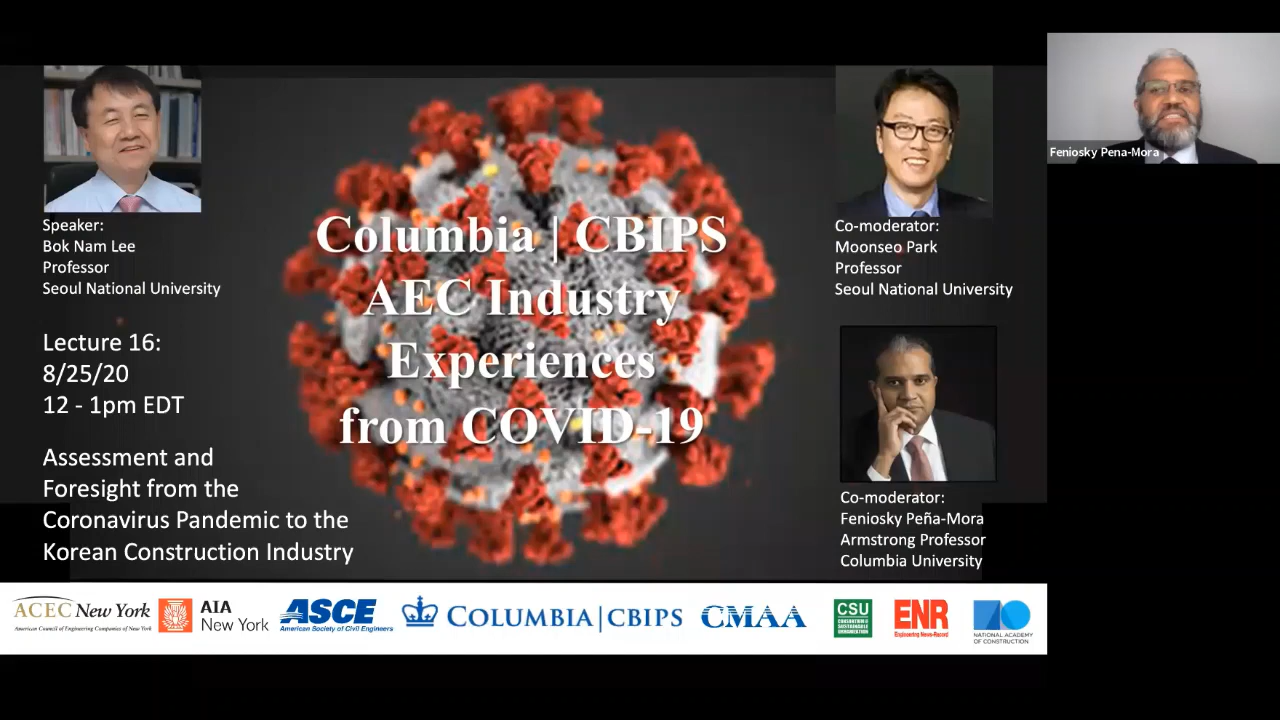 Speaker:
Bok Nam Lee
Professor
Seoul National University
Lecture 16:
8/25/20
12 - 1pm EDT
Assessment and
Foresight from the
Coronavirus Pandemic to the
Korean Construction Industry
Columbia | CBIPS
AEC Industry
Experiences
from COVID-19
Co-moderator:
Moonseo Park
Professor
Seoul National University
Co-moderator:
Feniosky Peña-Mora
Armstrong Professor
Columbia University
Feniosky Pena-Mora
ACEC New York
American Council of Engineering Companies of New York
AIA
New York
ASCE
American Society of Civil Engineers
COLUMBIA | CBIPS
CMAA
CSU
ENR
Engineering News-Record
NATIONAL ACADEMY
OF CONSTRUCTION